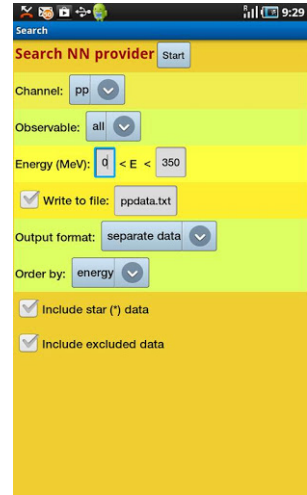 9:29
Search
Search NN provider Start
Channel: pp
Observable: all
Energy (MeV): 0 < E < 350
Write to file: ppdata.txt
Output format: separate data
Order by: energy
Include star (*) data
Include excluded data